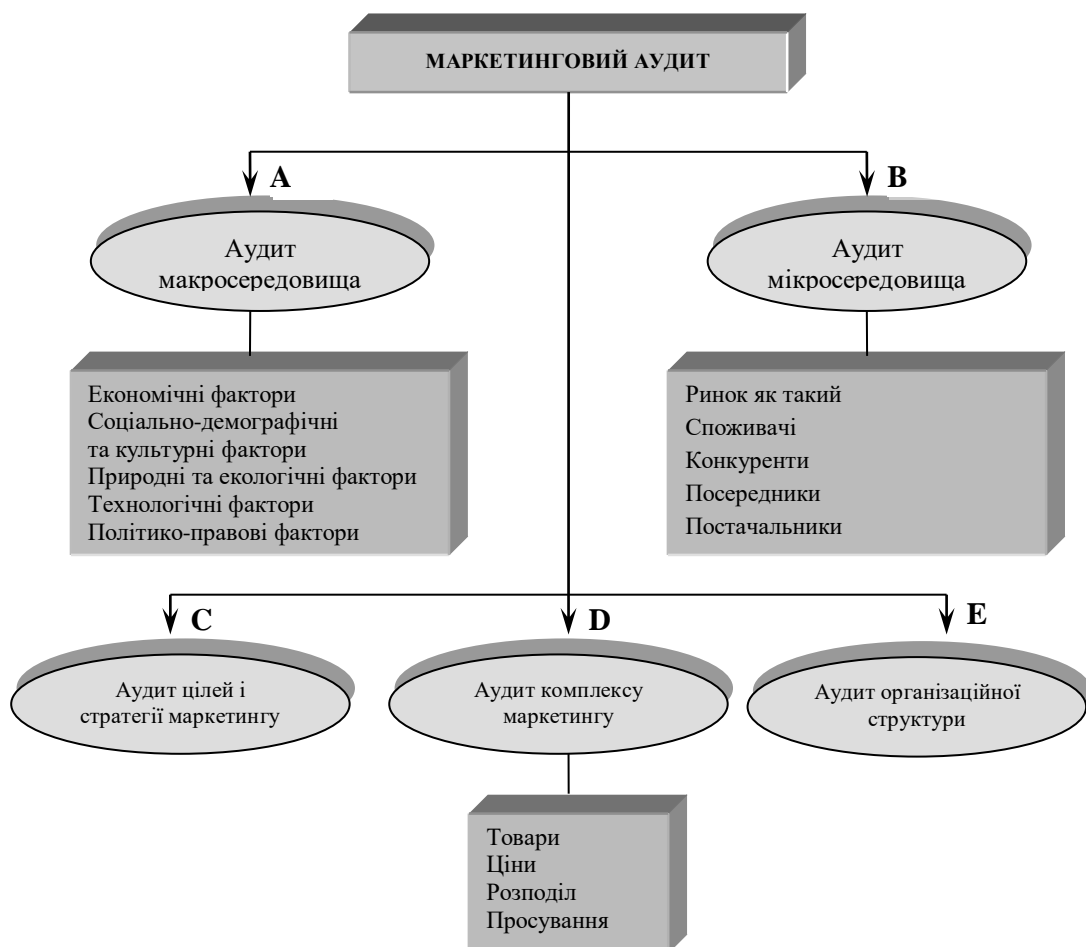 МАРКЕТИНГОВИЙ АУДИТ
A
B
Аудит
макросередовища
Аудит
мікросередовища
Економічні фактори
Соціально-демографічні
та культурні фактори
Природні та екологічні фактори
Технологічні фактори
Політико-правові фактори
Ринок як такий
Споживачі
Конкуренти
Посередники
Постачальники
C
D
E
Аудит цілей і
стратегії маркетингу
Аудит комплексу
маркетингу
Аудит організаційної
структури
Товари
Ціни
Розподіл
Просування